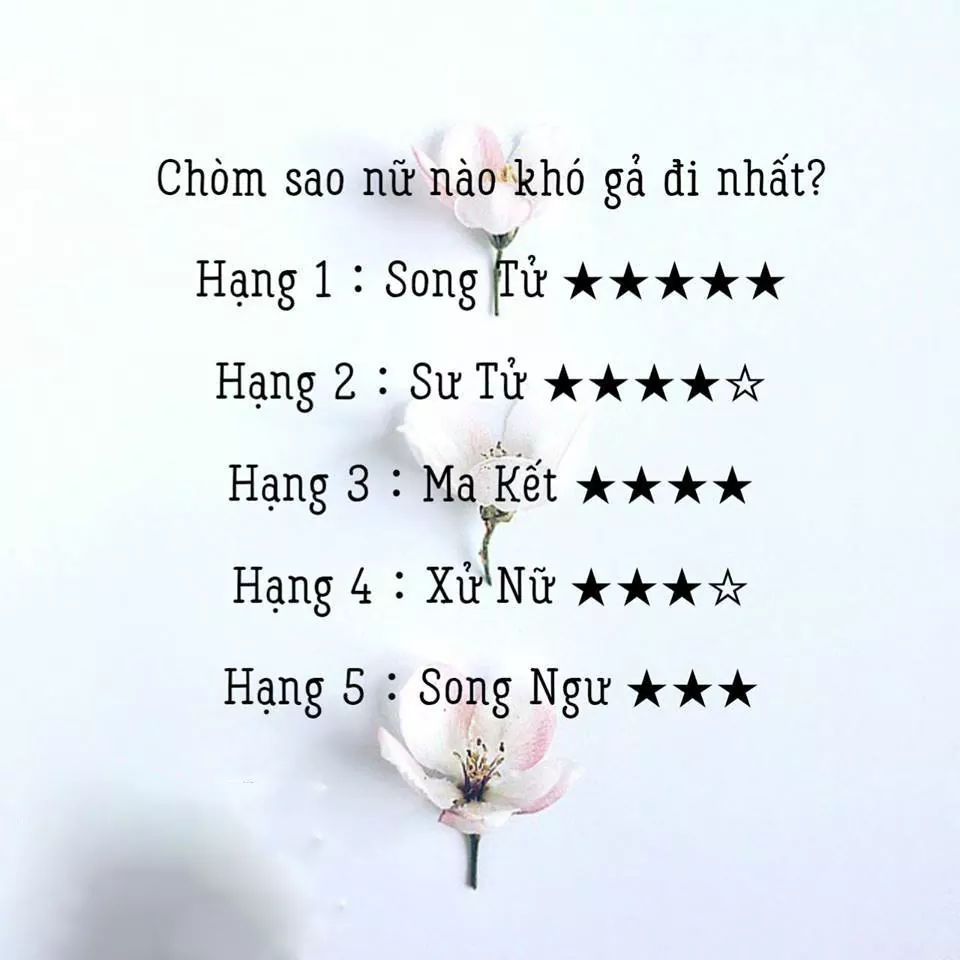 Chòm sao nữ nào khó gả đi nhất?
Hạng 1 : Song Tử ★★★★★
Hạng 2 : Sư Tử ★★★★☆
Hạng 3 : Ma Kết ★★★★
Hạng 4 : Xử Nữ ★★★☆
Hạng 5 : Song Ngư ★★★